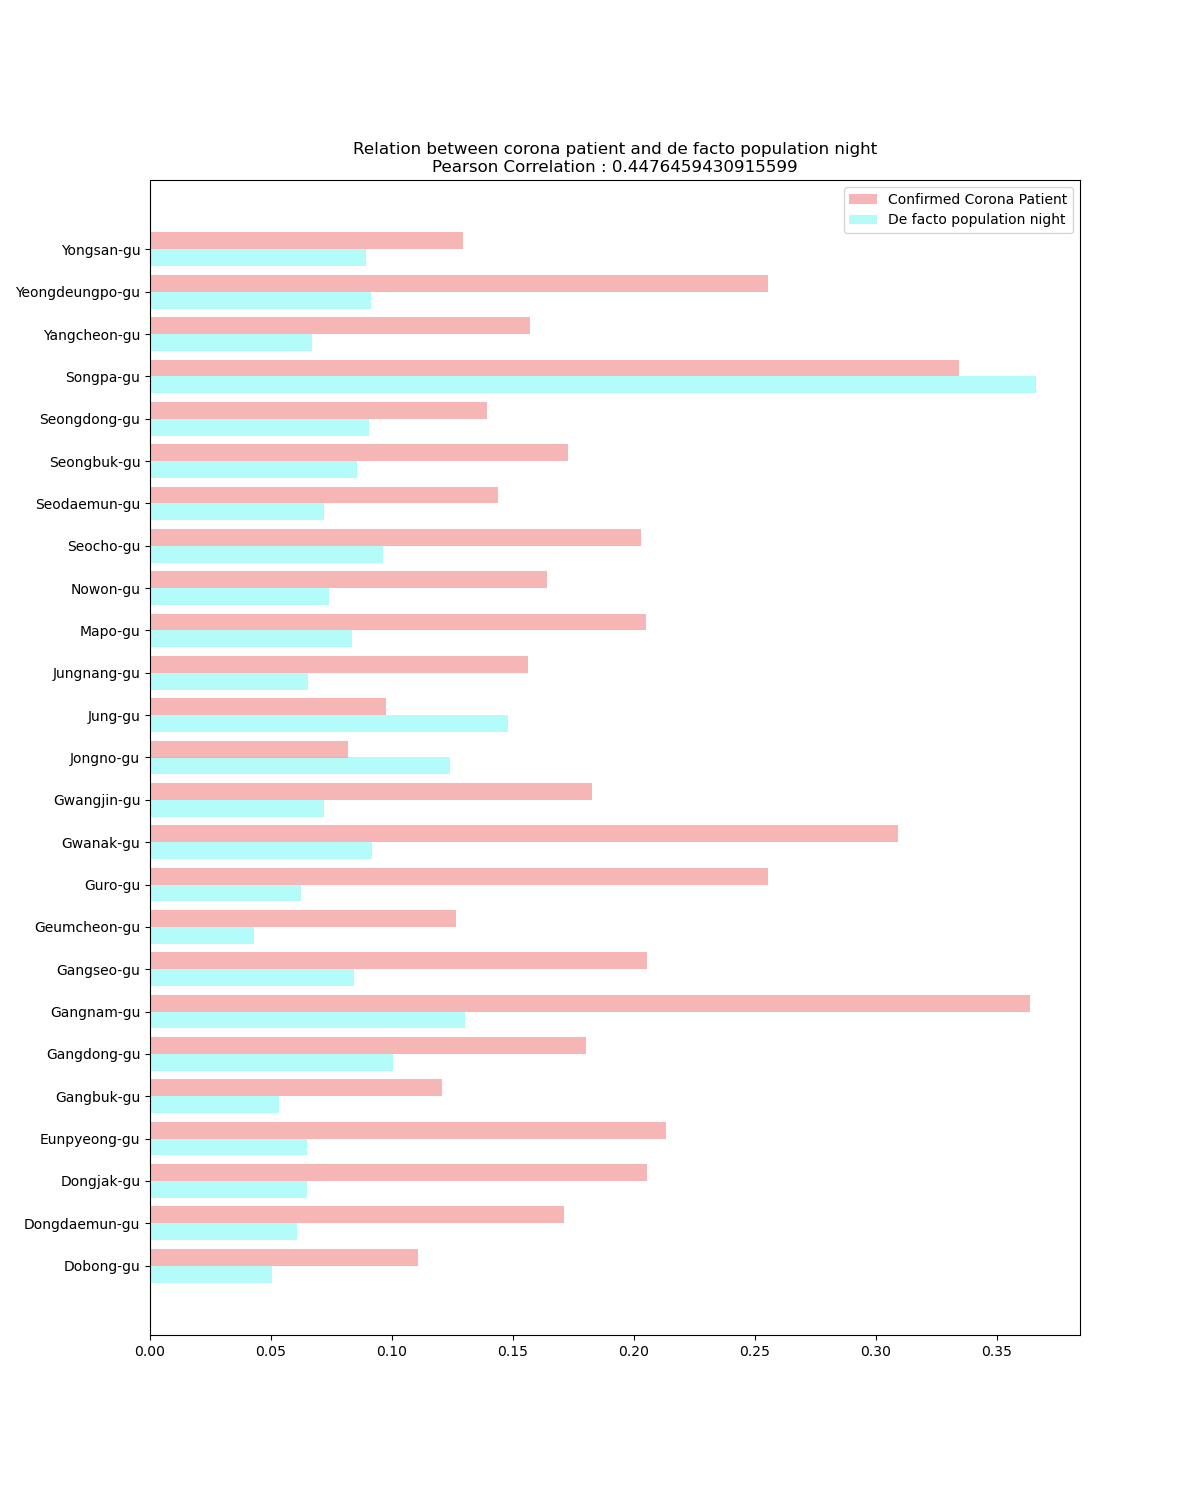 Relation between corona patient and de facto population night
Pearson Correlation : 0.4476459430915599
Confirmed Corona Patient
De facto population night
Yongsan-gu
Yeongdeungpo-gu
Yangcheon-gu
Songpa-gu
Seongdong-gu
Seongbuk-gu
Seodaemun-gu
Seocho-gu
Nowon-gu
Mapo-gu
Jungnang-gu
Jung-gu
Jongno-gu
Gwangjin-gu
Gwanak-gu
Guro-gu
Geumcheon-gu
Gangseo-gu
Gangnam-gu
Gangdong-gu
Gangbuk-gu
Eunpyeong-gu
Dongjak-gu
Dongdaemun-gu
Dobong-gu
0.00 0.05 0.10 0.15 0.20 0.25 0.30 0.35